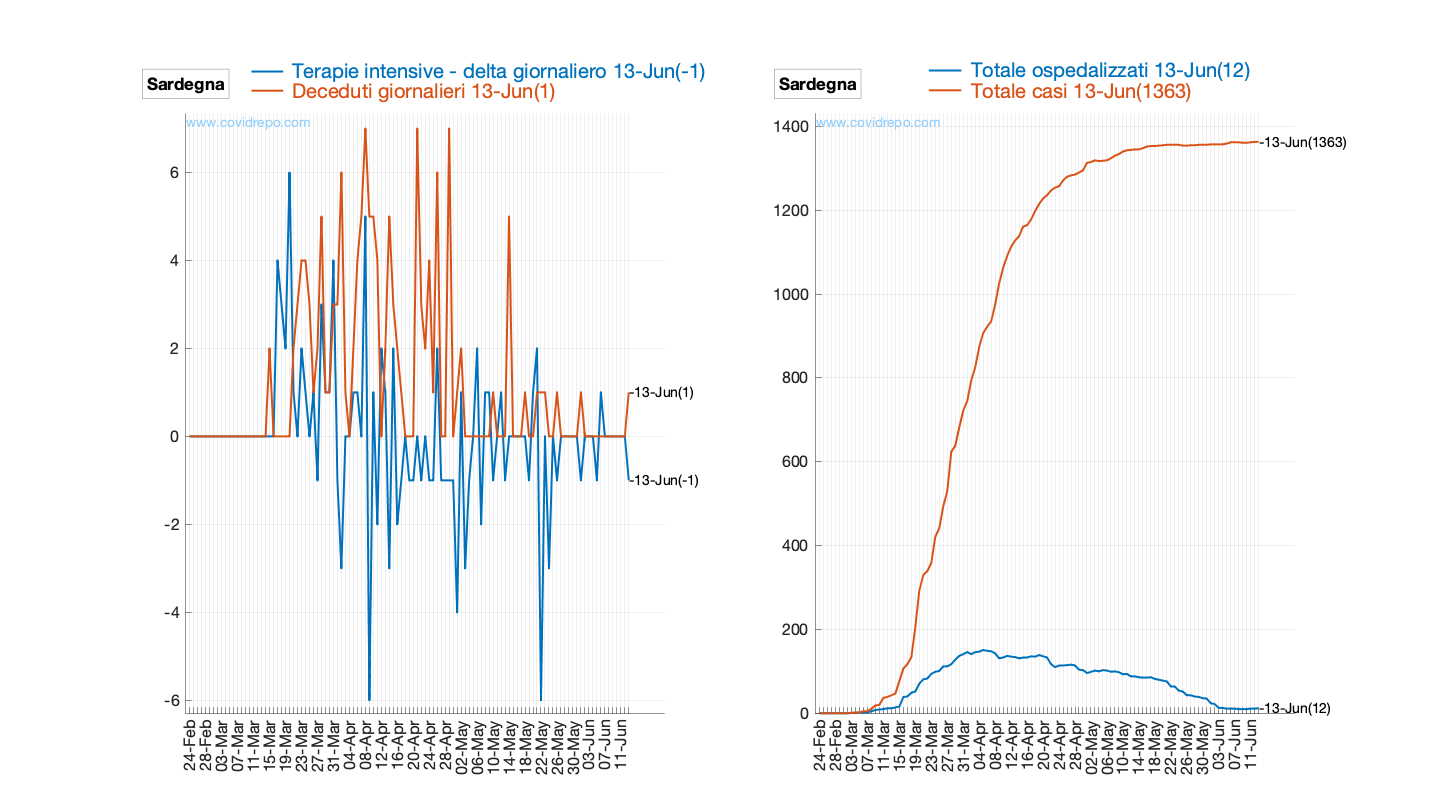 Sardegna
Terapie intensive - delta giornaliero 13-Jun(-1)
Deceduti giornalieri 13-Jun(1)
www.covidrepo.com
6
4
2
0
-2
-4
-6
13-Jun(1)
13-Jun(-1)
24-Feb
28-Feb
03-Mar
07-Mar
11-Mar
15-Mar
19-Mar
23-Mar
27-Mar
31-Mar
04-Apr
08-Apr
12-Apr
16-Apr
20-Apr
24-Apr
28-Apr
02-May
06-May
10-May
14-May
18-May
22-May
26-May
30-May
03-Jun
07-Jun
11-Jun
Sardegna
Totale ospedalizzati 13-Jun(12)
Totale casi 13-Jun(1363)
www.covidrepo.com
1400
1200
1000
800
600
400
200
0
13-Jun(1363)
13-Jun(12)
24-Feb
28-Feb
03-Mar
07-Mar
11-Mar
15-Mar
19-Mar
23-Mar
27-Mar
31-Mar
04-Apr
08-Apr
12-Apr
16-Apr
20-Apr
24-Apr
28-Apr
02-May
06-May
10-May
14-May
18-May
22-May
26-May
30-May
03-Jun
07-Jun
11-Jun